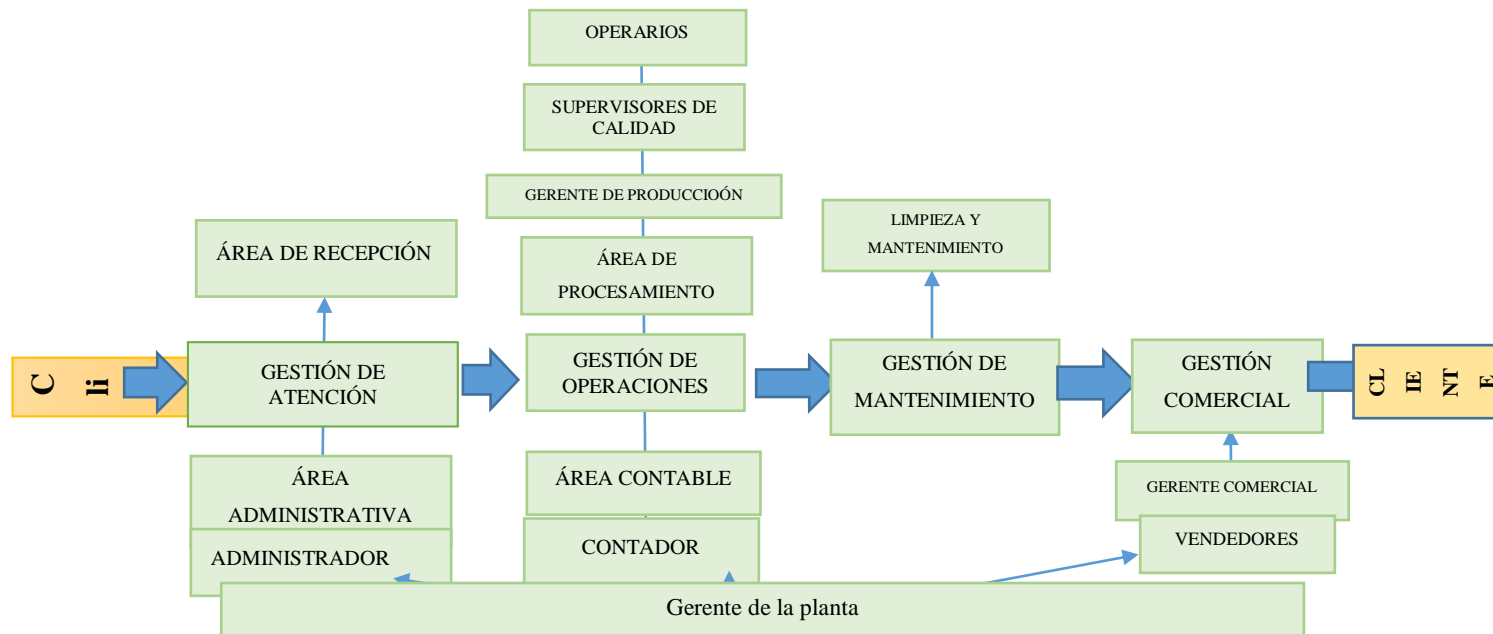 OPERARIOS
SUPERVISORES DE
CALIDAD
GERENTE DE PRODUCCIOÓN
LIMPIEZA Y
MANTENIMIENTO
ÁREA DE RECEPCIÓN
ÁREA DE
PROCESAMIENTO
C
li
GESTIÓN DE
ATENCIÓN
GESTIÓN DE
OPERACIONES
GESTIÓN DE
MANTENIMIENTO
GESTIÓN
COMERCIAL
CL
IE
NT
E
ÁREA
ADMINISTRATIVA
ADMINISTRADOR
ÁREA CONTABLE
CONTADOR
GERENTE COMERCIAL
VENDEDORES
Gerente de la planta